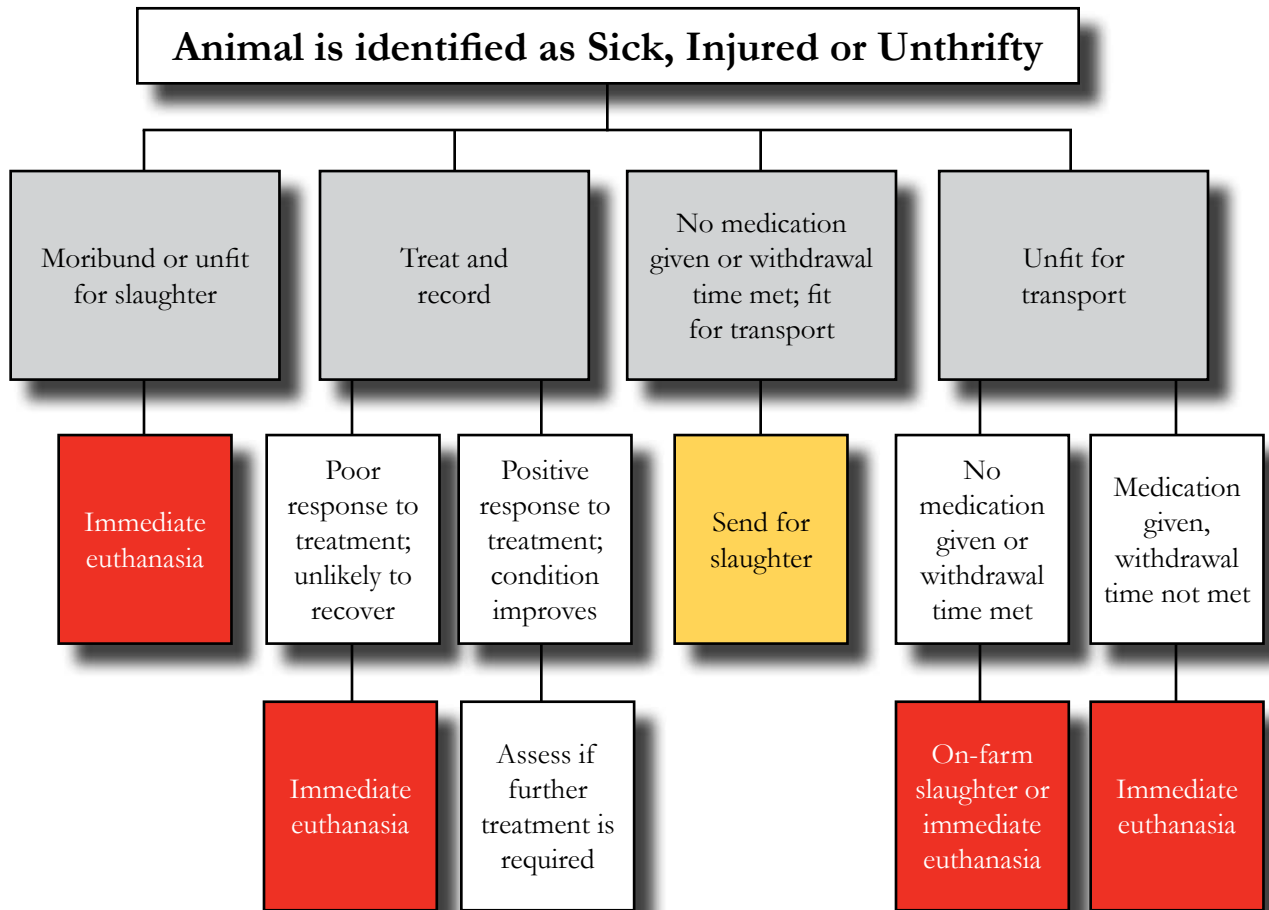 Animal is identified as Sick, Injured or Unthrifty
Moribund or unfit
for slaughter
Treat and
record
No medication
given or withdrawal
time met; fit
for transport
Unfit for
transport
Immediate
euthanasia
Poor
response to
treatment;
unlikely to
recover
Positive
response to
treatment;
condition
improves
Send for
slaughter
No
medication
given or
withdrawal
time met
Medication
given,
withdrawal
time not met
Immediate
euthanasia
Assess if
further
treatment is
required
On-farm
slaughter or
immediate
euthanasia
Immediate
euthanasia